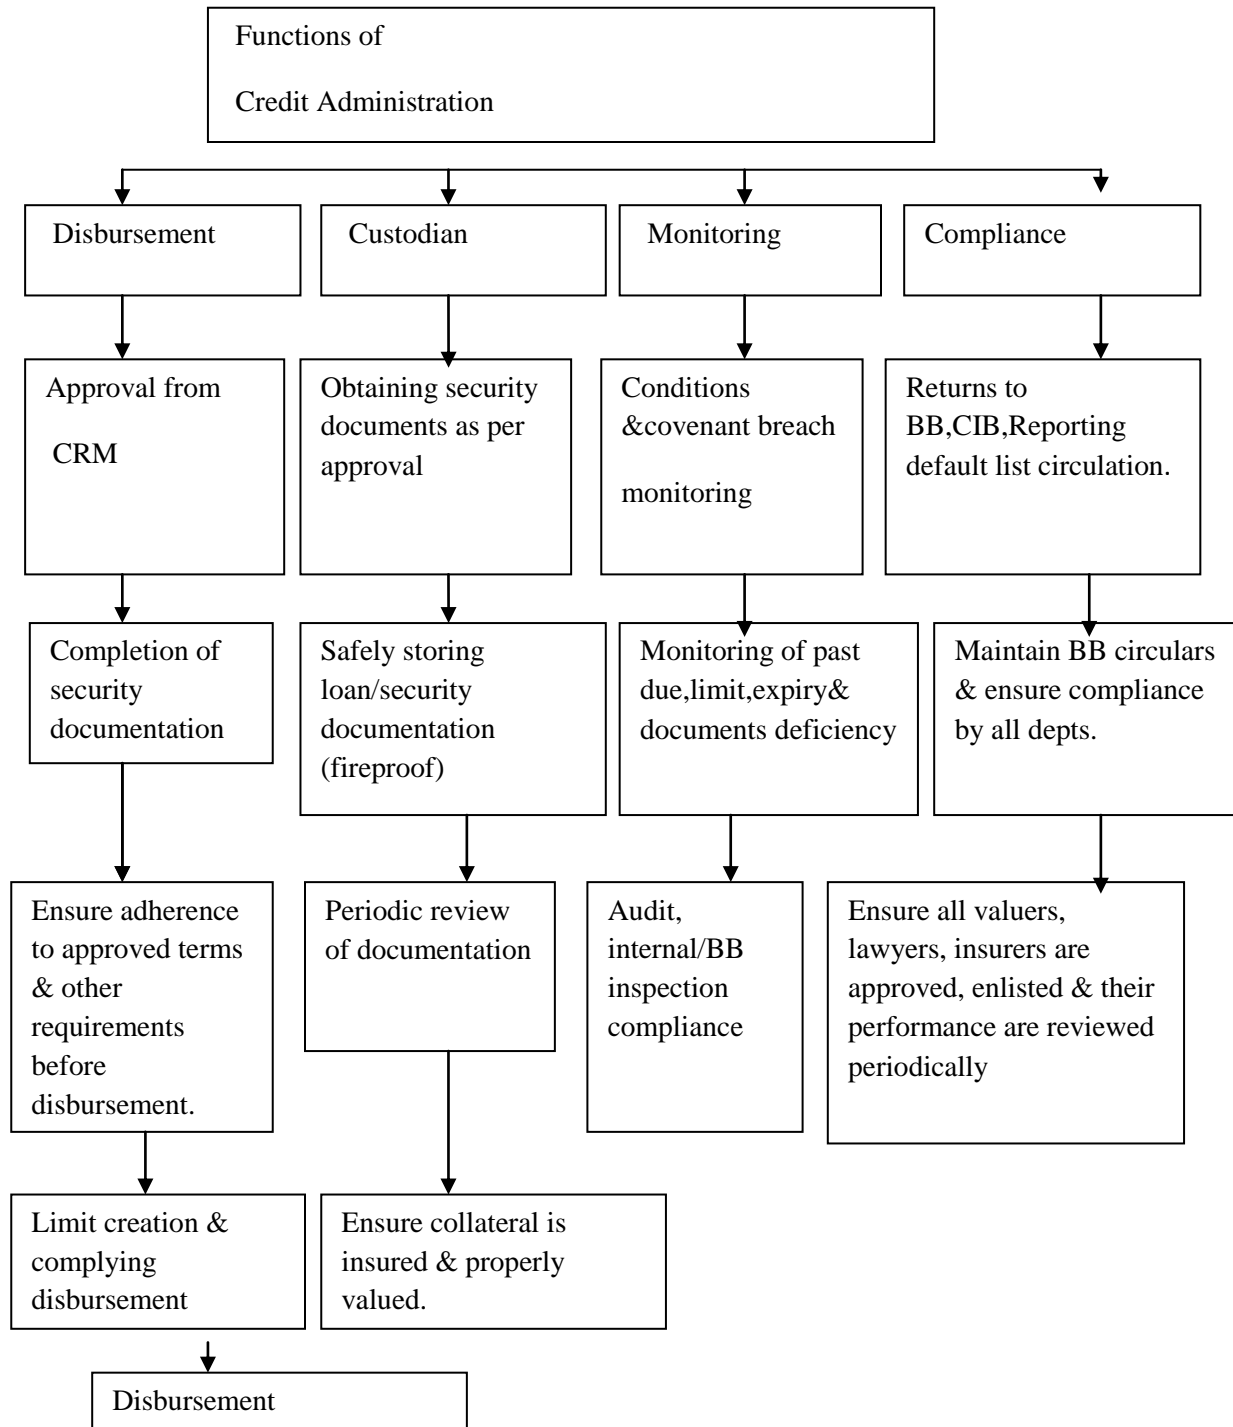 Functions of
Credit Administration
Disbursement
Custodian
Monitoring
Compliance
Approval from
CRM
Obtaining security
documents as per
approval
Conditions
&covenant breach
monitoring
Returns to
BB,CIB,Reporting
default list circulation.
Completion of
security
documentation
Safely storing
loan/security
documentation
(fireproof)
Monitoring of past
due,limit,expiry&
documents deficiency
Maintain BB circulars
& ensure compliance
by all depts.
Ensure adherence
to approved terms
& other
requirements
before
disbursement.
Periodic review
of documentation
Audit,
internal/BB
inspection
compliance
Ensure all valuers,
lawyers, insurers are
approved, enlisted & their
performance are reviewed
periodically
Limit creation &
complying
disbursement
Ensure collateral is
insured & properly
valued.
Disbursement